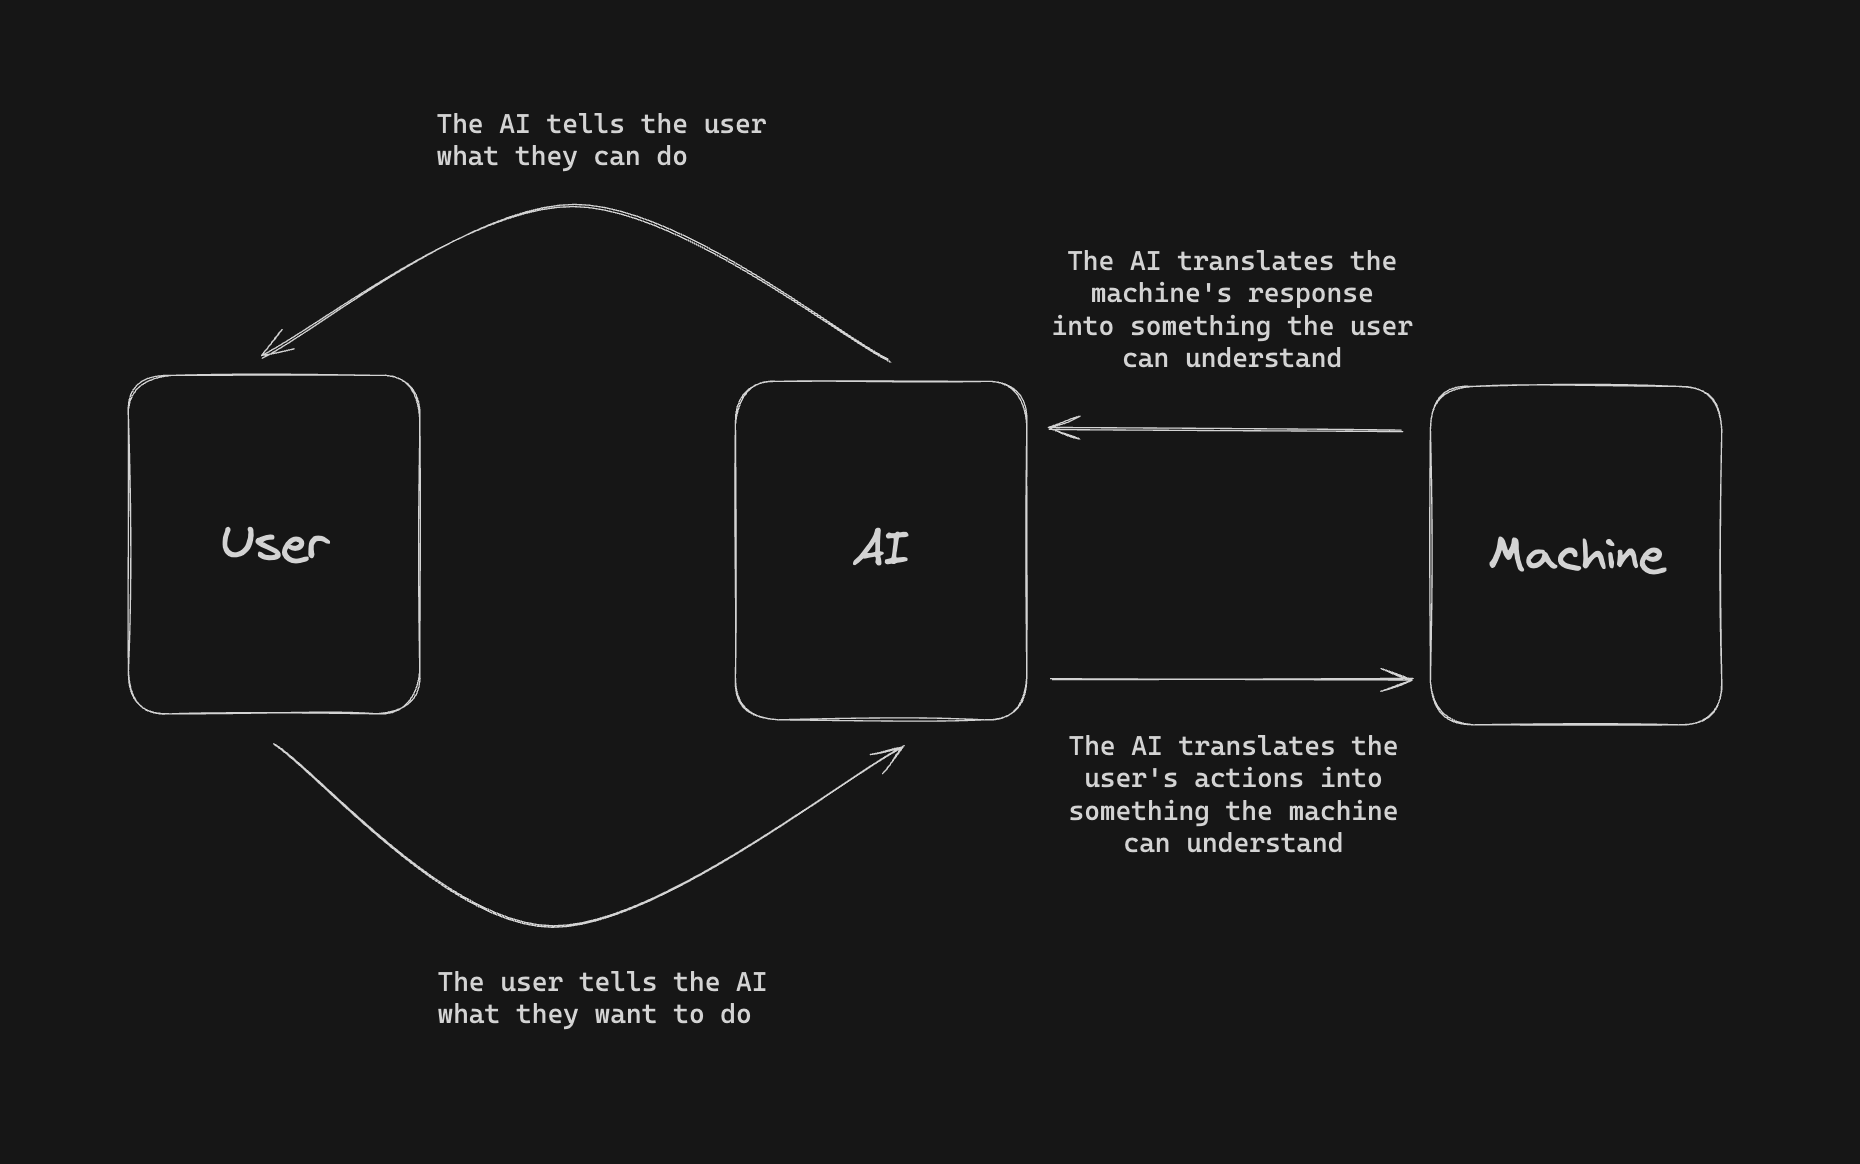 The AI tells the user
what they can do
The AI translates the
machine's response
into something the user
can understand
User
AI
Machine
The AI translates the
user's actions into
something the machine
can understand
The user tells the AI
what they want to do